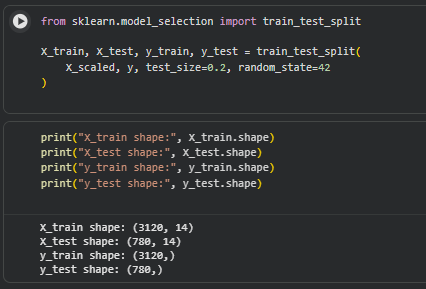 from sklearn.model_selection import train_test_split
X_train, X_test, y_train, y_test = train_test_split(
    X_scaled, y, test_size=0.2, random_state=42
)
print("X_train shape:", X_train.shape)
print("X_test shape:", X_test.shape)
print("y_train shape:", y_train.shape)
print("y_test shape:", y_test.shape)
X_train shape: (3120, 14)
X_test shape: (780, 14)
y_train shape: (3120,)
y_test shape: (780,)